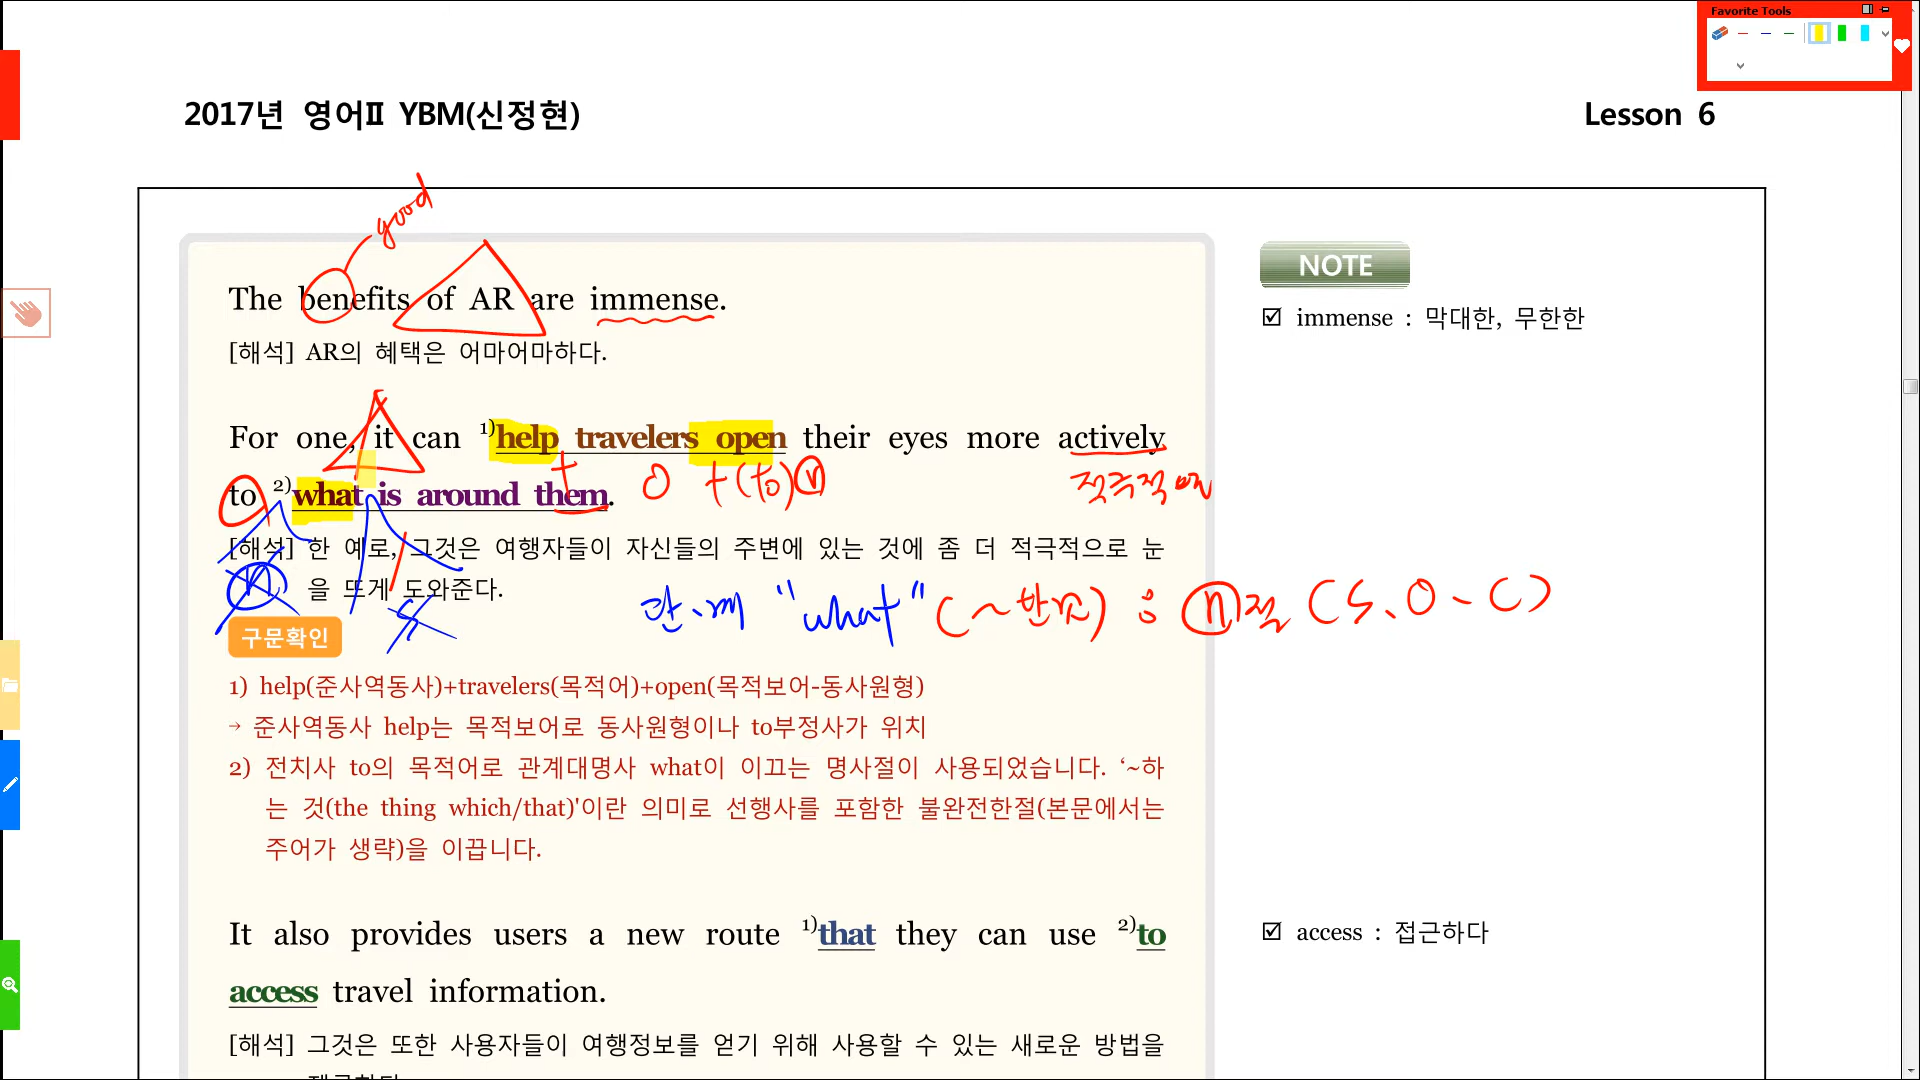 Favorite Tools
2017년 영어Ⅱ YBM(신정현)
Lesson 6
good
NOTE
The benefits of AR are immense.
☑ immense : 막대한, 무한한
[해석] AR의 혜택은 어마어마하다.
For one, it can 1)help travelers open their eyes more actively
to 2)what is around them.
t O t(to)ⓥ
[해석] 한 예로, 그것은 여행자들이 자신들의 주변에 있는 것에 좀 더 적극적으로 눈
을 뜨게 도와준다.
"what" ( ) : ⓝ절 (S、O、C)
구문확인
1) help(준사역동사)+travelers(목적어)+open(목적보어-동사원형)
→ 준사역동사 help는 목적보어로 동사원형이나 to부정사가 위치
2) 전치사 to의 목적어로 관계대명사 what이 이끄는 명사절이 사용되었습니다. ‘~하
는 것(the thing which/that)'이란 의미로 선행사를 포함한 불완전한절(본문에서는
주어가 생략)을 이끕니다.
It also provides users a new route 1)that they can use 2)to
☑ access : 접근하다
access travel information.
[해석] 그것은 또한 사용자들이 여행정보를 얻기 위해 사용할 수 있는 새로운 방법을